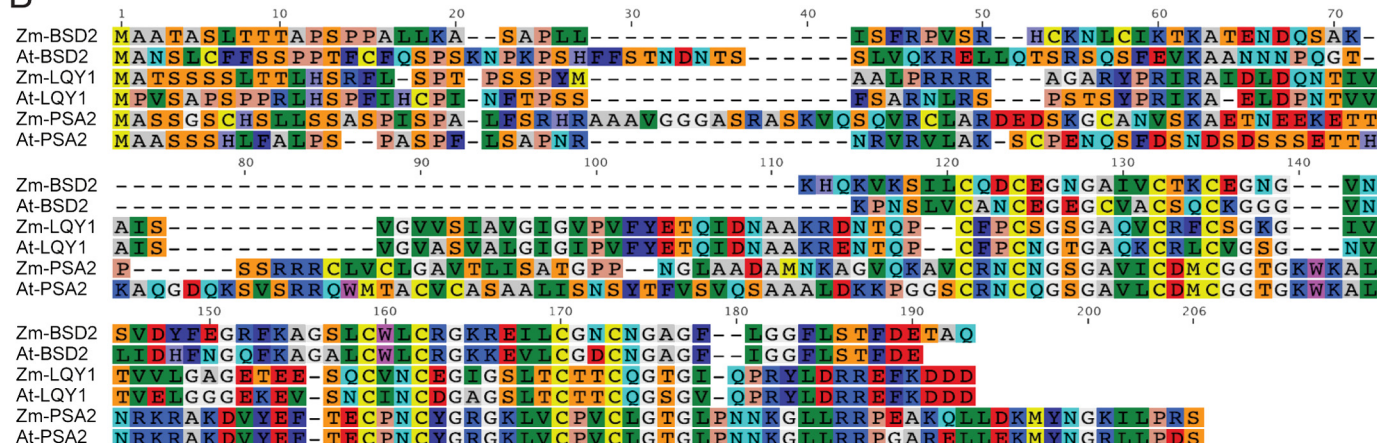 1 10 20 30 40 50 60 70
Zm-BSD2 MAATASLTTTAPSPPALLKA--SAPLL---------------ISFRPVSR--HCKNLCIKTKATENDQSAK-
At-BSD2 MANSLCFFSSPPTFCFQSPSKNPKPSHFFSTNDNTS------SLVQKRELLQTSRSQSFEVKAANNNPQGT-
Zm-LQY1 MATSSSSLTTLHSRFL-SPT-PSSPYM---------------AALPRRRR---AGARYPRIRAIDLDQNTIV
At-LQY1 MPVSAPSPPRLHSPFIHCPI-NFTPSS---------------FSARNLRS---PSTSYPRIKA-ELDPNTVV
Zm-PSA2 MASSGSCHSLLSSASPISPA-LFSRHRAAAVGGGASRASKVQSQVRCLARDEDSKGCANVSKAETNEEKETT
At-PSA2 MAASSSHLFALPS--PASPF-LSAPNR---------------NRVRVLAK-SCPENQSFDSNDSDSSSETTH
80 90 100 110 120 130 140
Zm-BSD2 ---------------------------------------KHQKVKSILCQDCEGNGAIVCTKCEGNG---VN
At-BSD2 ------------------------------------------KPNSLVCANCEGEGCVACSQCKGGG---VN
Zm-LQY1 AIS------------VGVVSIAVGIGVPVFYETQIDNAAKRDNTQP--CFPCSGSGAQVCRFCSGKG---VN
At-LQY1 AIS------------VGVASVALGIGIPVFYETQIDNAAKRENTQP--CFPCNGTGAQKCRLCVGSG---NV
Zm-PSA2 P------SSRRRCLVCLGAVTLISATGPP--NGLAADAMNKAGVQKAVCRNCNGSGAVICDMCGGTGKWKAL
At-PSA2 KAQGDQKSVSRRQWMTACVCASAALISNSYTFVSVQSAAALDKKPGGSCRNCQGSGAVLCDMCGGTGKWKAL
150 160 170 180 190 200 206
Zm-BSD2 SVDYFEGRFKAGSLCWLCRGKREILCGNCNGAGF--LGGFLSTFDETAQ
At-BSD2 LIDHFNGQFKAGALCWLCRGKKEVLCGDCNGAGF--IGGFLSTFDE
Zm-LQY1 TVVLGAGETEE-SQCVNCEGIGSLTCTTCQGTGI-QPRYLDRREFKDDD
At-LQY1 TVELGGGEKEV-SNCINCDGAGSLTCTTCQGSGV-QPRYLDRREFKDDD
Zm-PSA2 NRKRAKDVYEF-TECPNCYGRGKLVCPVCLGTGLPNNKGLLRRPEAKQLLDKMYNGKILPRS
At-PSA2 NRKRAKDVYEF-TECPNCYGRGKLVCPVCLGTGLPNNKGLLRRPGARELLEKMYNGRLLPDS